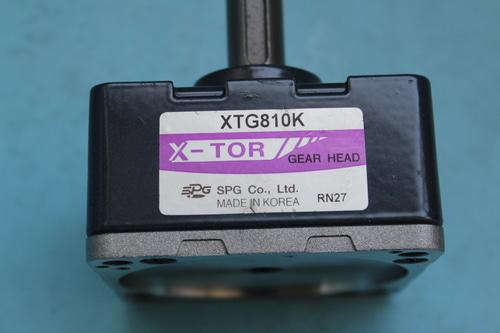 XTG810K
X-TOR
GEAR HEAD
SPG SPG Co., Ltd.
MADE IN KOREA RN27